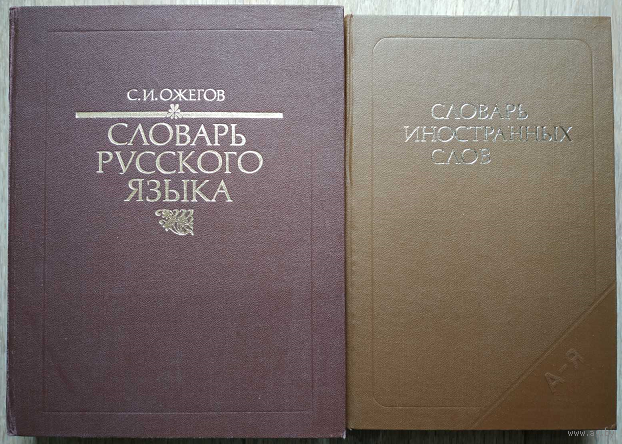 С.И.ОЖЕГОВ
СЛОВАРЬ
РУССКОГО
ЯЗЫКА
СЛОВАРЬ
ИНОСТРАННЫХ
СЛОВ
А-Я